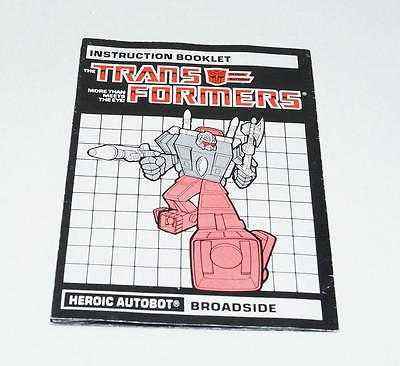 INSTRUCTION BOOKLET
THE TRANS
FORMERS®
MORE THAN
MEETS
THE EYE!
HEROIC AUTOBOT® BROADSIDE